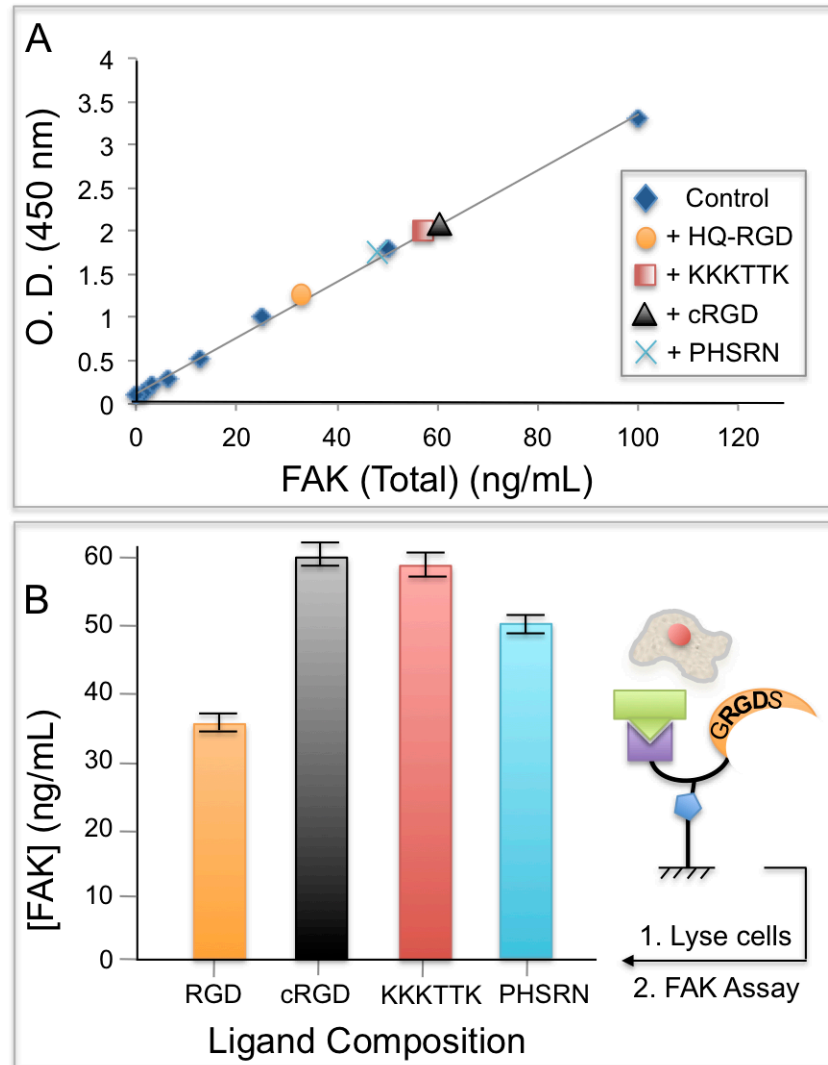 A
4
3.5
3
2.5
2
1.5
1
0.5
0
O. D. (450 nm)
0 20 40 60 80 100 120
FAK (Total) (ng/mL)
Control
+ HQ-RGD
+ KKKTTK
+ cRGD
+ PHSRN
B
60
50
40
30
20
10
0
[FAK] (ng/mL)
RGD cRGD KKKTTK PHSRN
Ligand Composition
GRGDS
1. Lyse cells
2. FAK Assay